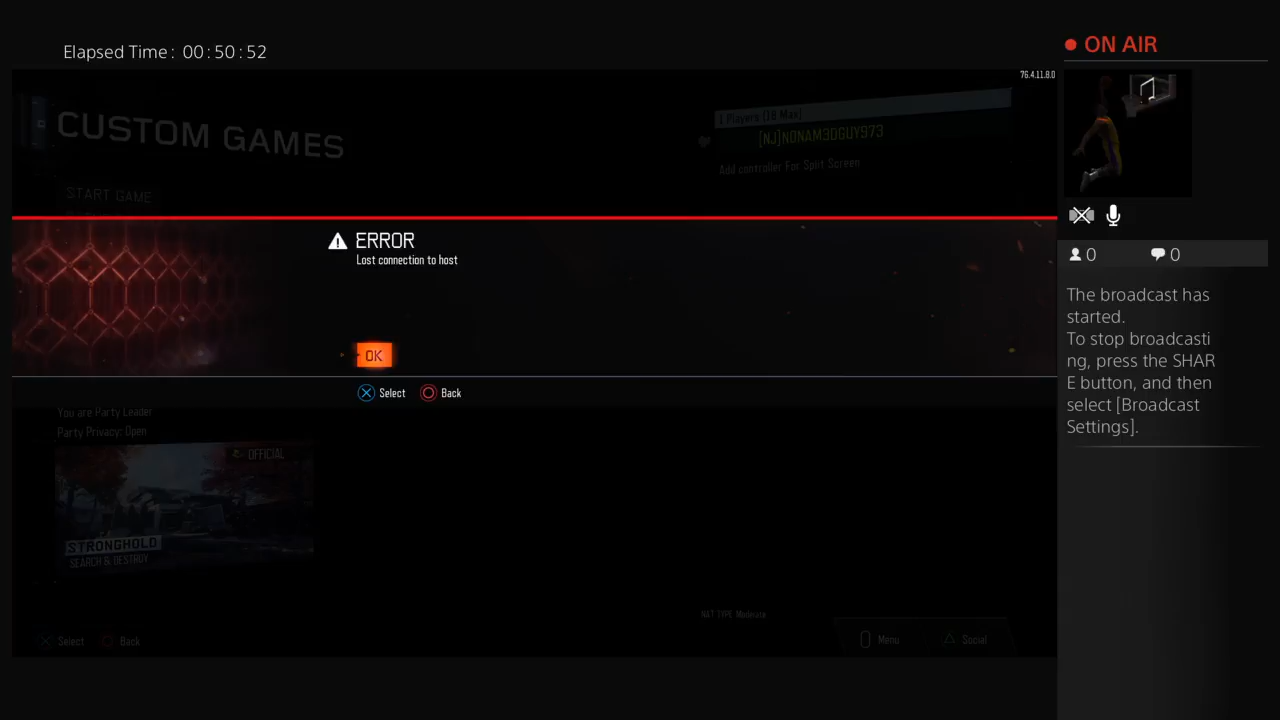 Elapsed Time: 00:50:52
ON AIR
76.4.11.8.0
CUSTOM GAMES
1 Players (18 Max)
[NJ]N0NAM3DGUY973
Add controller For Split Screen
START GAME
ERROR
Lost connection to host
OK
Select
Back
0
0
The broadcast has
started.
To stop broadcasti
ng, press the SHAR
E button, and then
select [Broadcast
Settings].
You are Party Leader
Party Privacy: Open
OFFICIAL
STRONGHOLD
SEARCH & DESTROY
NAT TYPE Moderate
Select
Back
Menu
Social